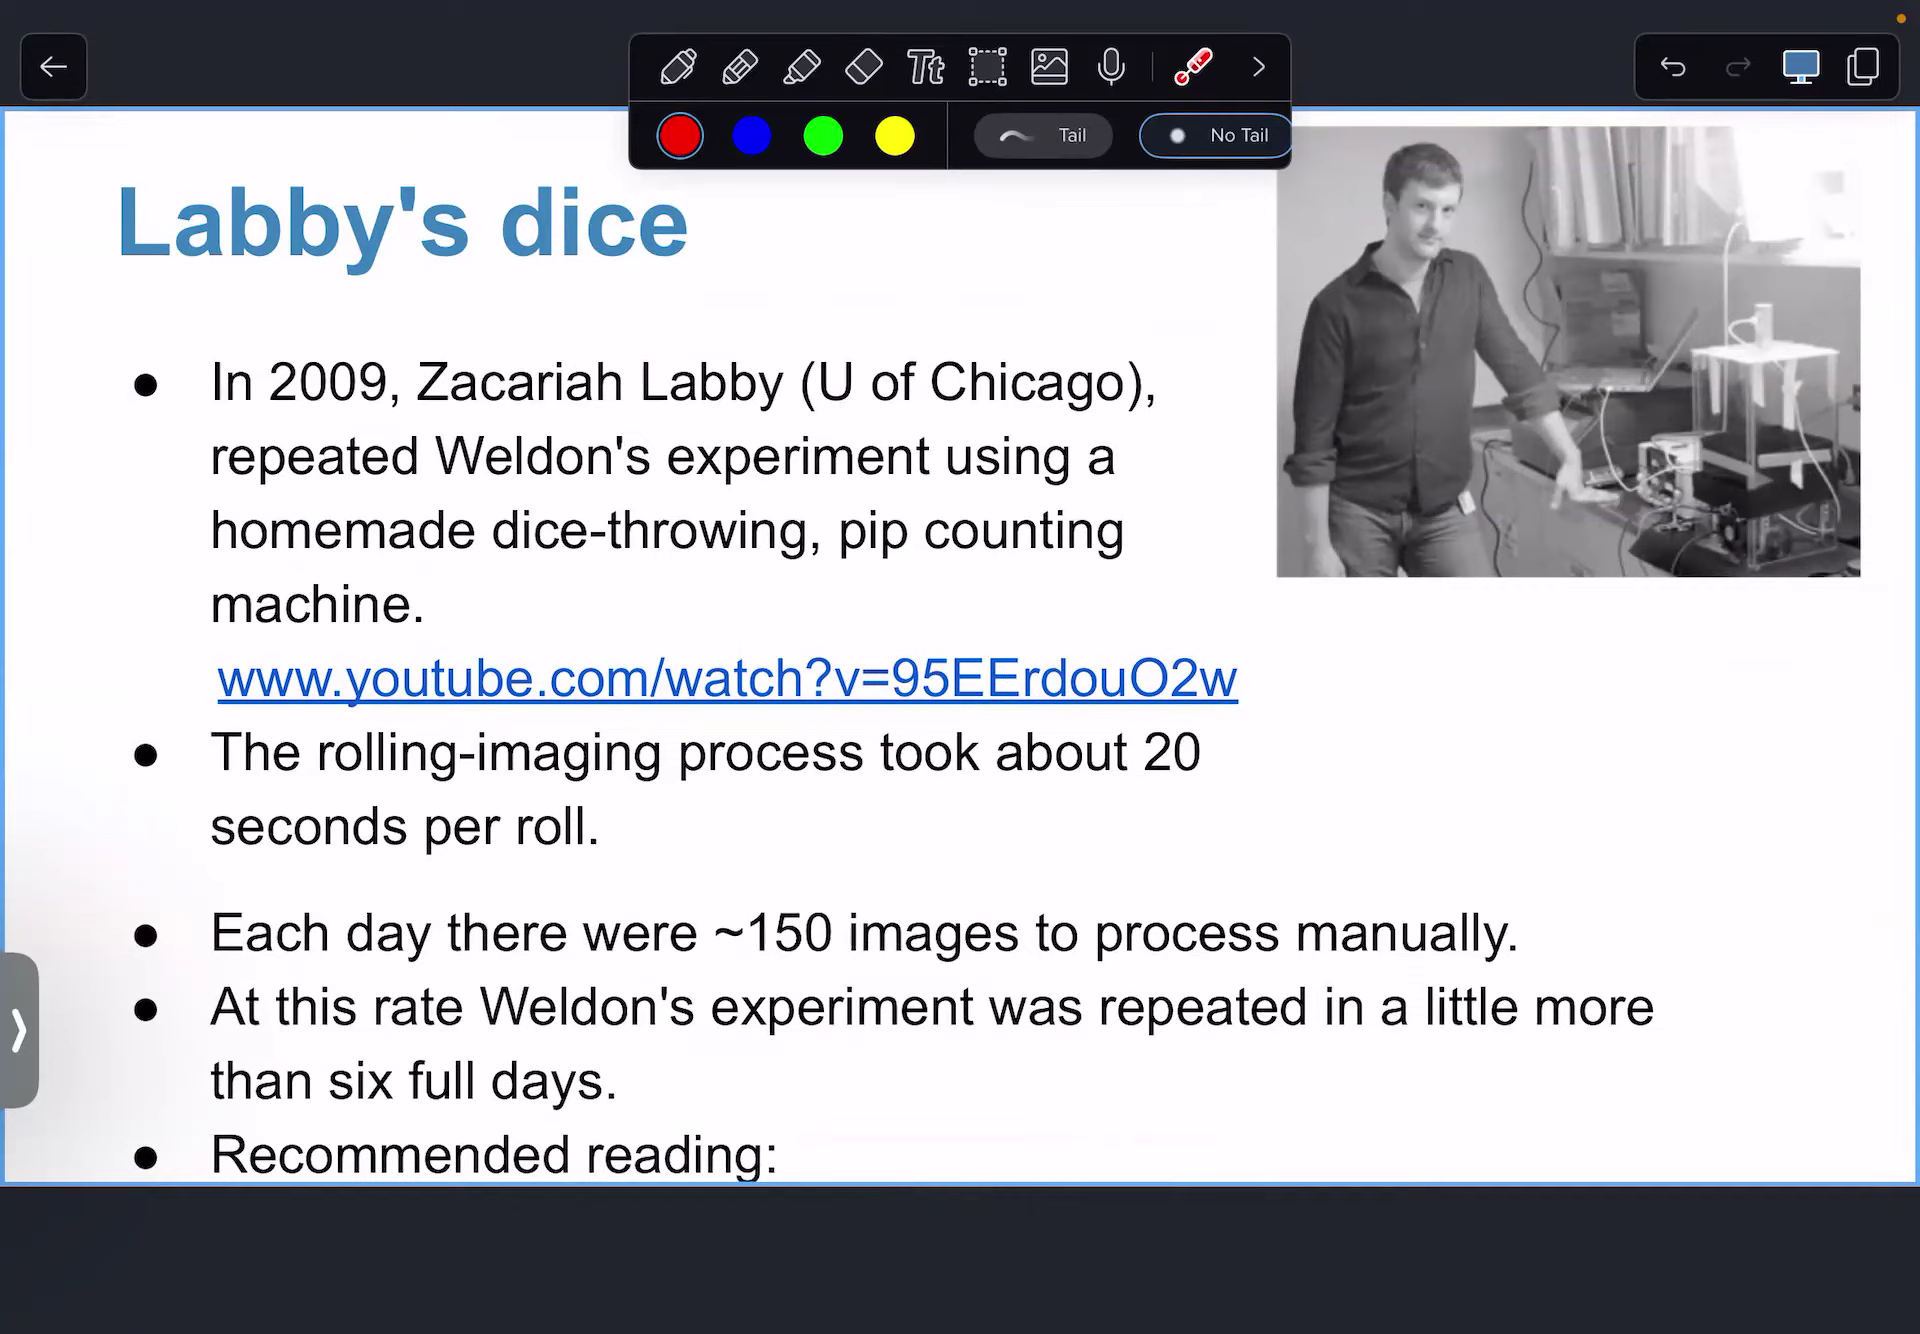 Tt
Tail
No Tail
Labby's dice
● In 2009, Zacariah Labby (U of Chicago),
repeated Weldon's experiment using a
homemade dice-throwing, pip counting
machine.
www.youtube.com/watch?v=95EErdouO2w
● The rolling-imaging process took about 20
seconds per roll.
● Each day there were ~150 images to process manually.
● At this rate Weldon's experiment was repeated in a little more
than six full days.
● Recommended reading: